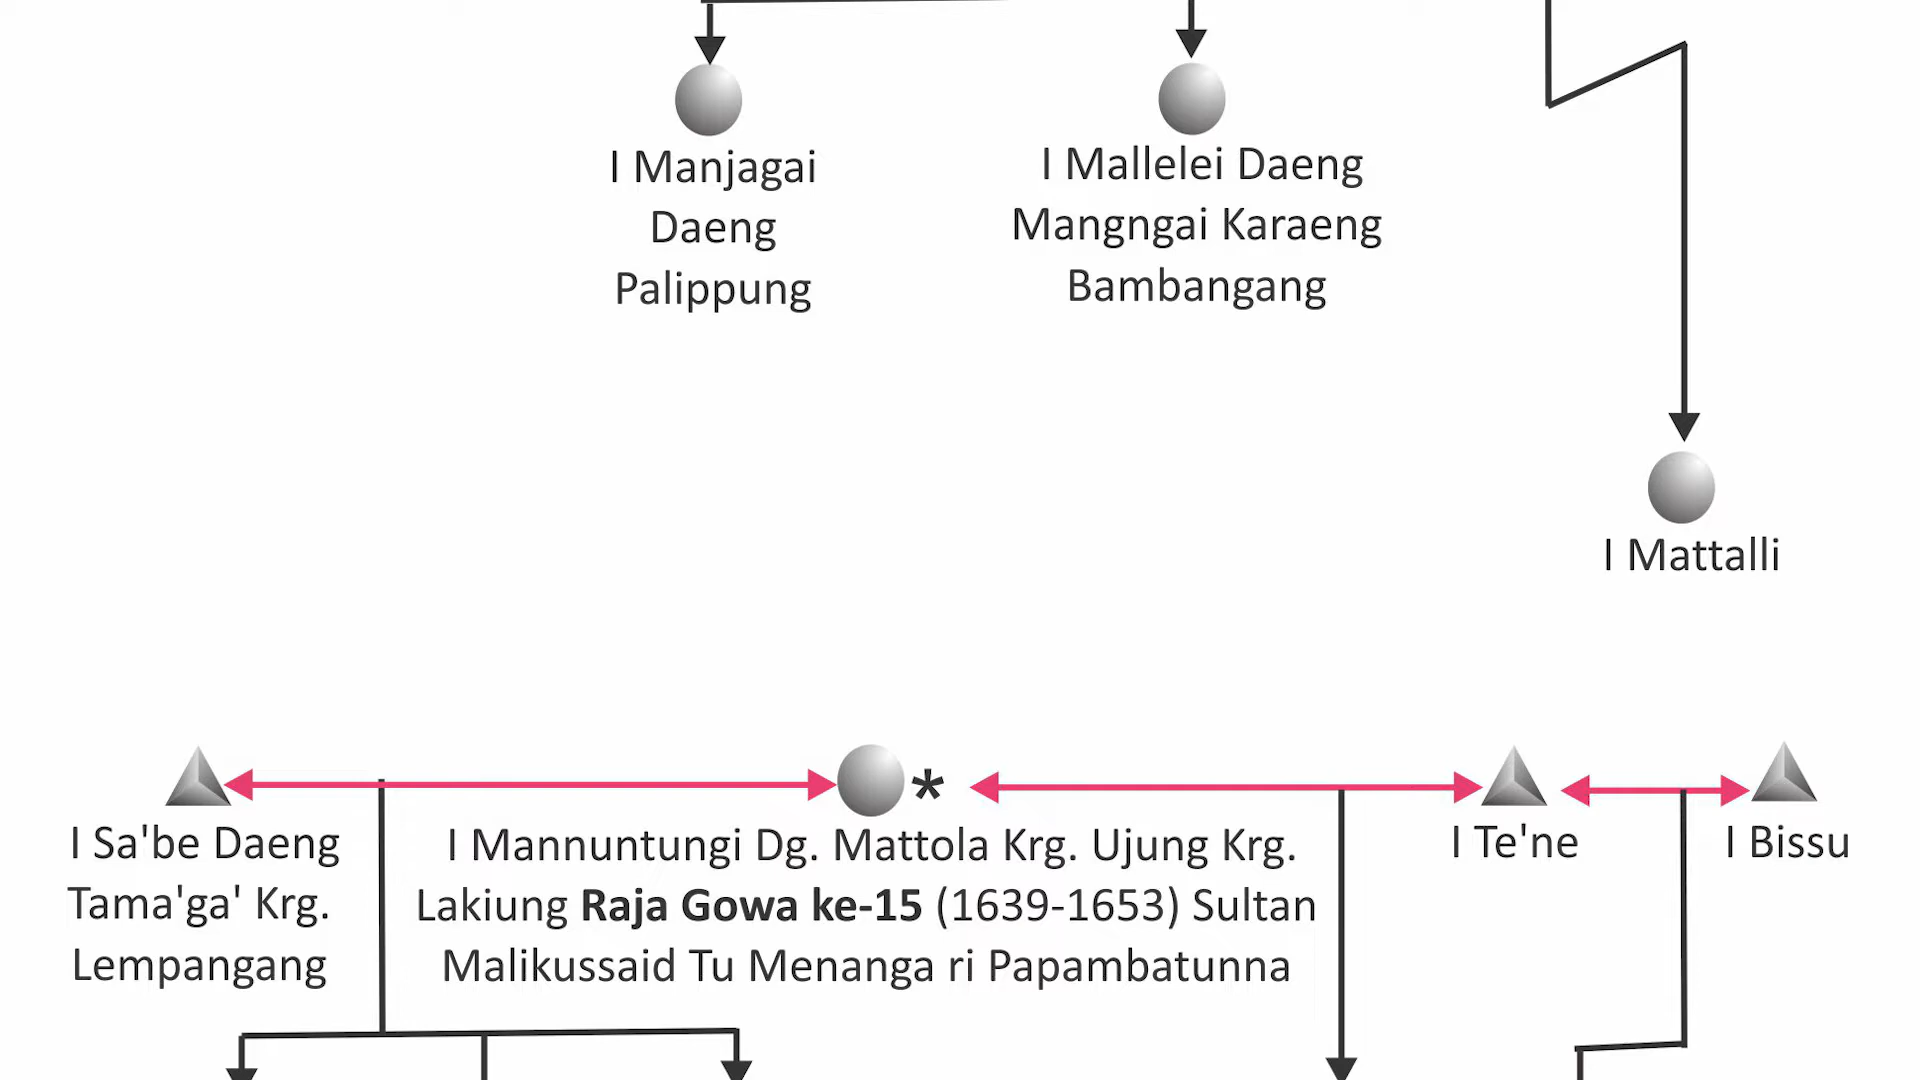 I Manjagai
Daeng
Palippung
I Mallelei Daeng
Mangngai Karaeng
Bambangang
I Mattalli
*
I Sa'be Daeng
Tama'ga' Krg.
Lempangang
I Mannuntungi Dg. Mattola Krg. Ujung Krg.
Lakiung Raja Gowa ke-15 (1639-1653) Sultan
Malikussaid Tu Menanga ri Papambatunna
I Te'ne
I Bissu